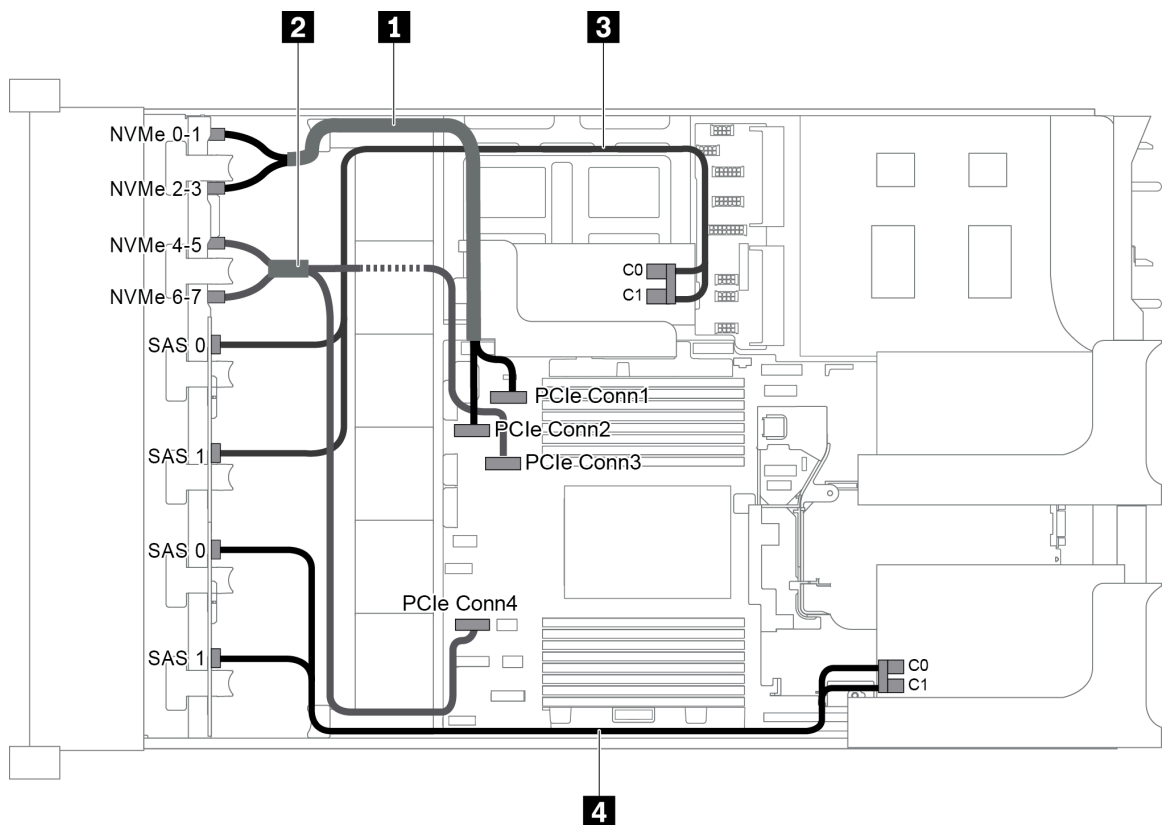 2
1
3
NVMe 0-1
NVMe 2-3
NVMe 4-5
NVMe 6-7
C0
C1
SAS 0
PCIe Conn1
PCIe Conn2
SAS 1
PCIe Conn3
SAS 0
PCIe Conn4
SAS 1
C0
C1
4